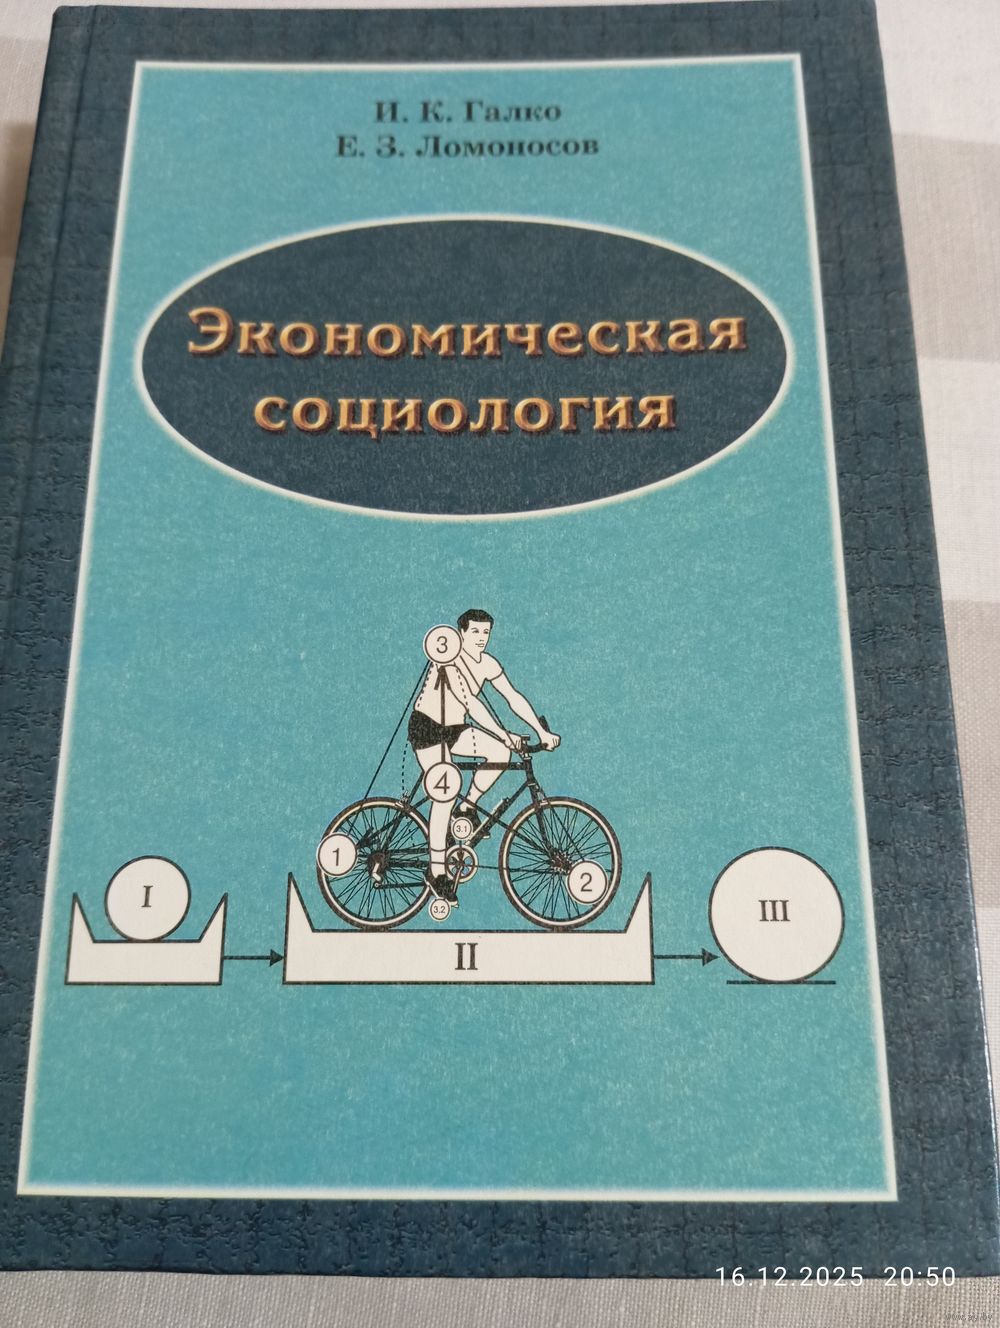 И. К. Галко
Е. З. Ломоносов
Экономическая
социология
3
4
3.1
1
2
3.2
I
II
III
16.12.2025 20:50